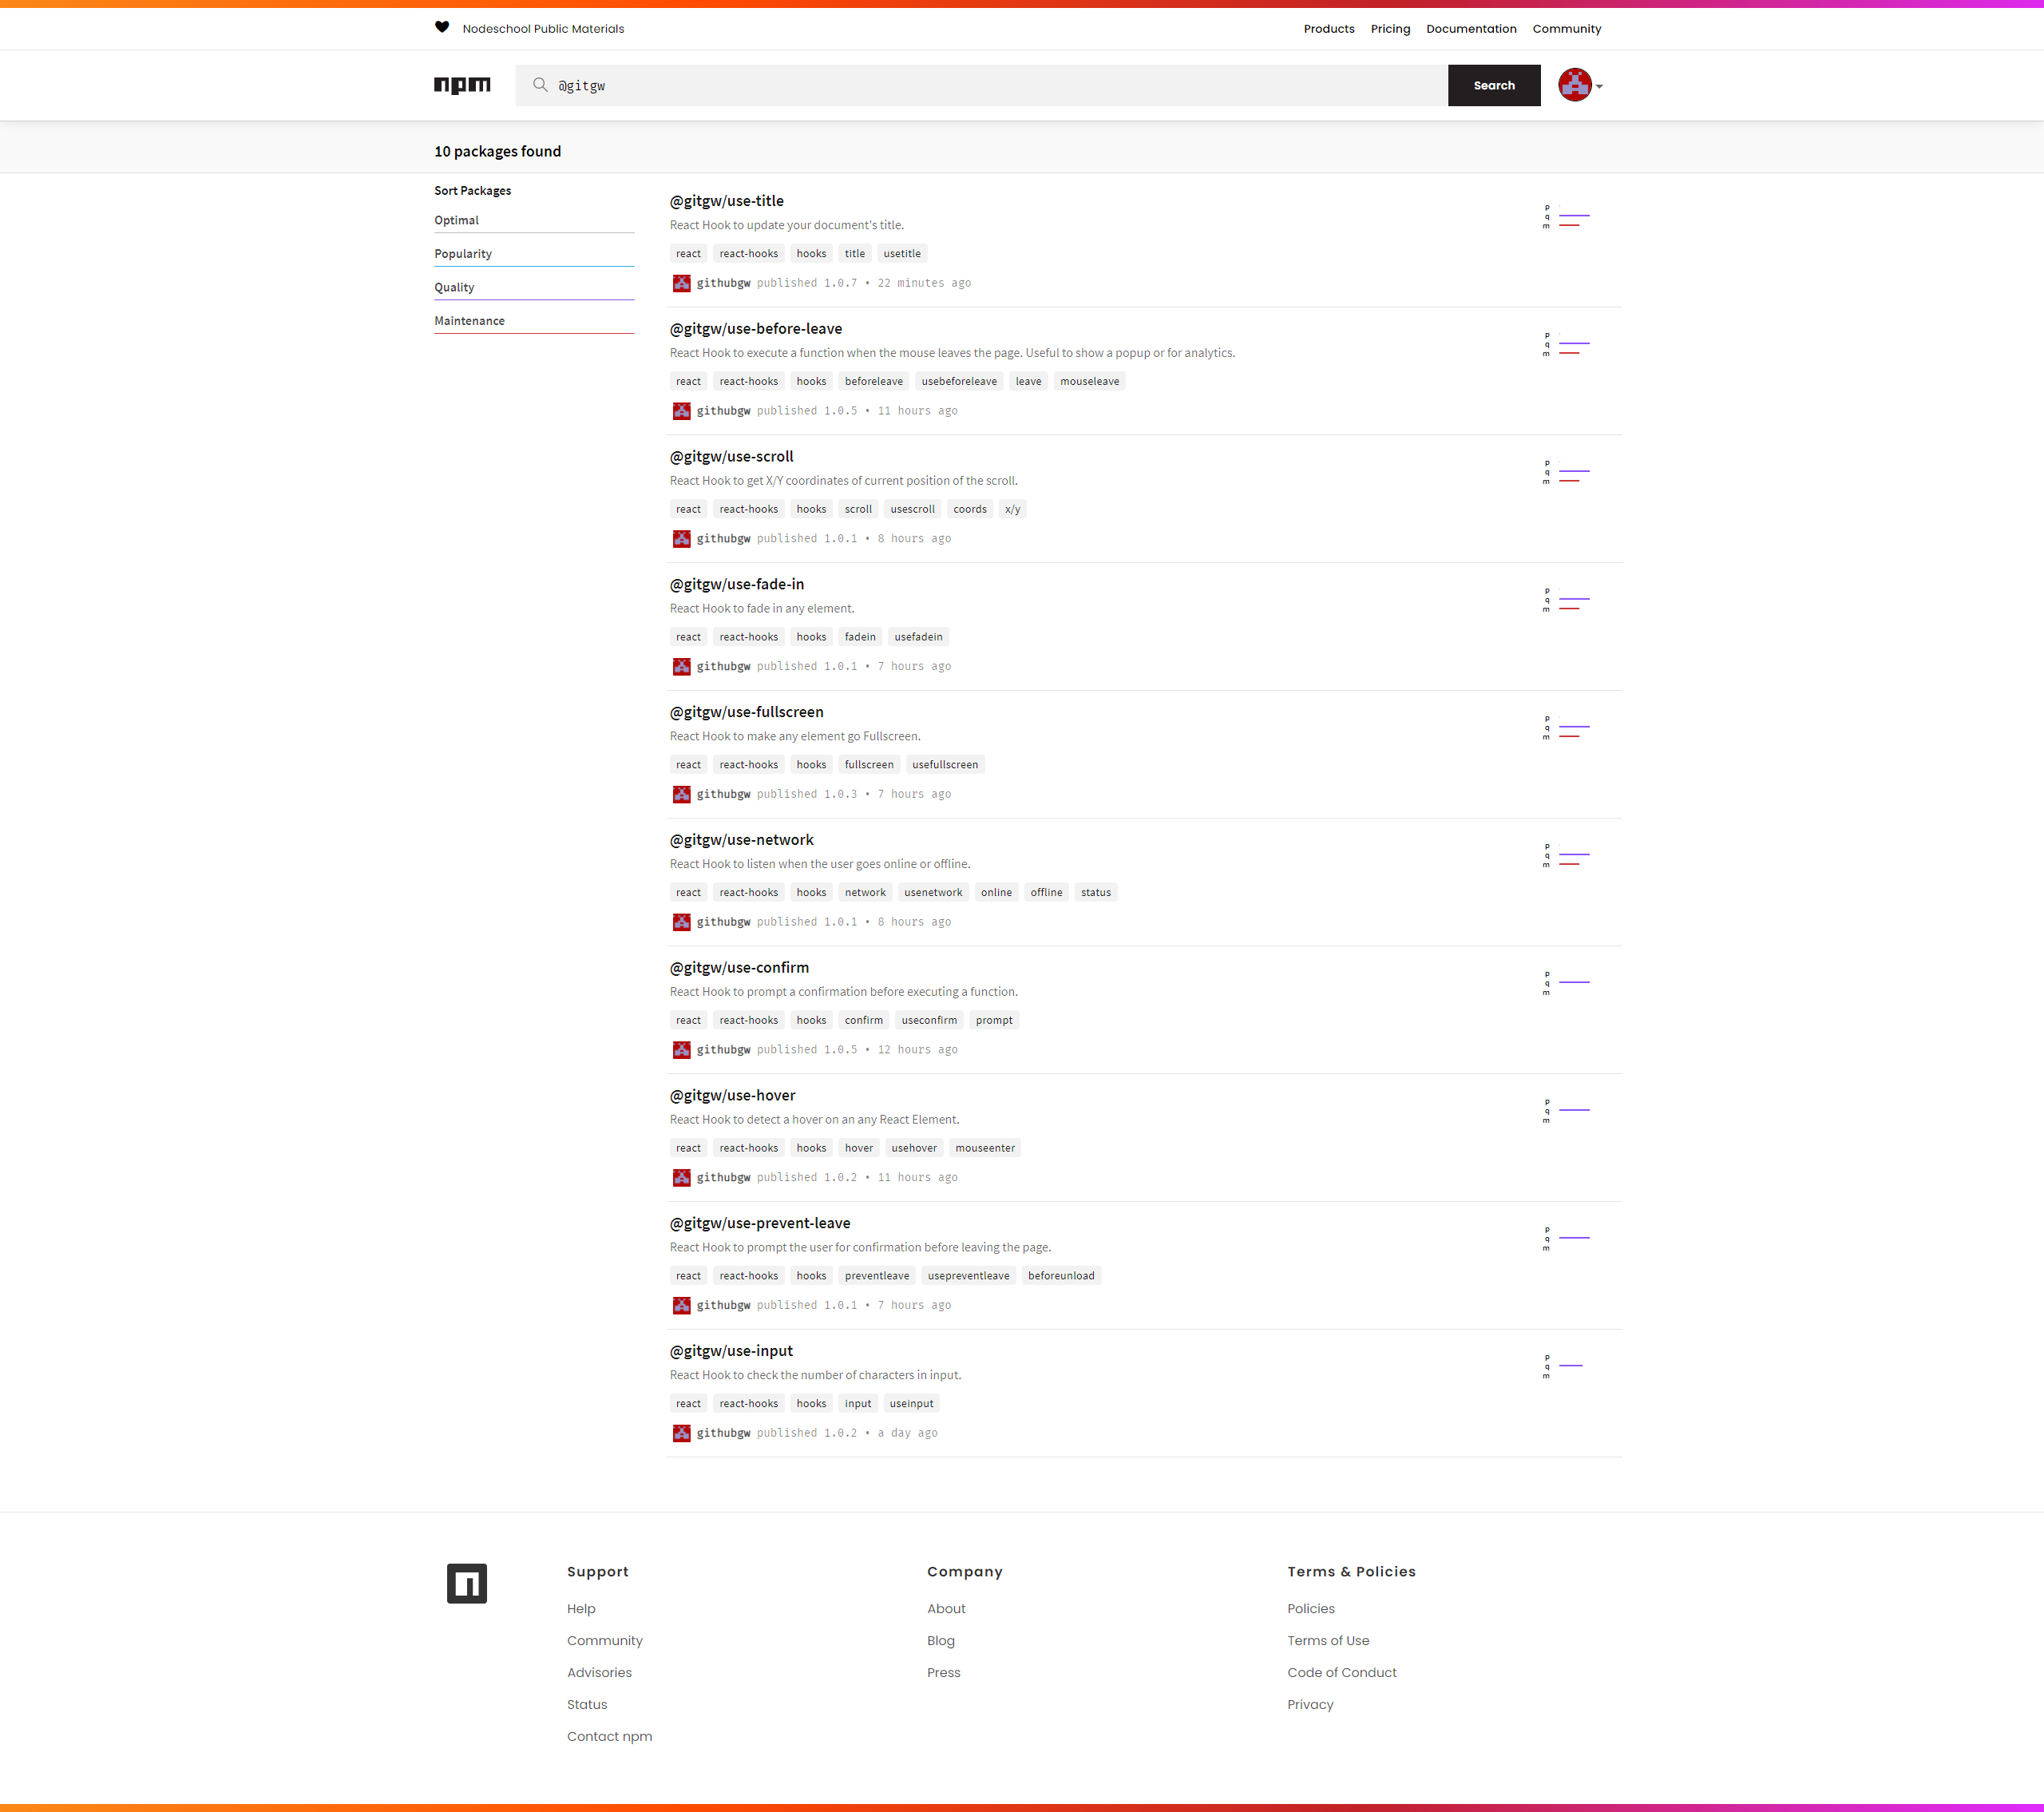 Nodeschool Public Materials
Products Pricing Documentation Community
npm
@gitgw
Search
10 packages found
Sort Packages
Optimal
Popularity
Quality
Maintenance
@gitgw/use-title
React Hook to update your document's title.
react react-hooks hooks title usetitle
githubgw published 1.0.7 • 22 minutes ago
p
q
m
@gitgw/use-before-leave
React Hook to execute a function when the mouse leaves the page. Useful to show a popup or for analytics.
react react-hooks hooks beforeleave usebeforeleave leave mouseleave
githubgw published 1.0.5 • 11 hours ago
p
q
m
@gitgw/use-scroll
React Hook to get X/Y coordinates of current position of the scroll.
react react-hooks hooks scroll usescroll coords x/y
githubgw published 1.0.1 • 8 hours ago
p
q
m
@gitgw/use-fade-in
React Hook to fade in any element.
react react-hooks hooks fadein usefadein
githubgw published 1.0.1 • 7 hours ago
p
q
m
@gitgw/use-fullscreen
React Hook to make any element go Fullscreen.
react react-hooks hooks fullscreen usefullscreen
githubgw published 1.0.3 • 7 hours ago
p
q
m
@gitgw/use-network
React Hook to listen when the user goes online or offline.
react react-hooks hooks network usenetwork online offline status
githubgw published 1.0.1 • 8 hours ago
p
q
m
@gitgw/use-confirm
React Hook to prompt a confirmation before executing a function.
react react-hooks hooks confirm useconfirm prompt
githubgw published 1.0.5 • 12 hours ago
p
q
m
@gitgw/use-hover
React Hook to detect a hover on an any React Element.
react react-hooks hooks hover usehover mouseenter
githubgw published 1.0.2 • 11 hours ago
p
q
m
@gitgw/use-prevent-leave
React Hook to prompt the user for confirmation before leaving the page.
react react-hooks hooks preventleave usepreventleave beforeunload
githubgw published 1.0.1 • 7 hours ago
p
q
m
@gitgw/use-input
React Hook to check the number of characters in input.
react react-hooks hooks input useinput
githubgw published 1.0.2 • a day ago
p
q
m
Support
Help
Community
Advisories
Status
Contact npm
Company
About
Blog
Press
Terms & Policies
Policies
Terms of Use
Code of Conduct
Privacy